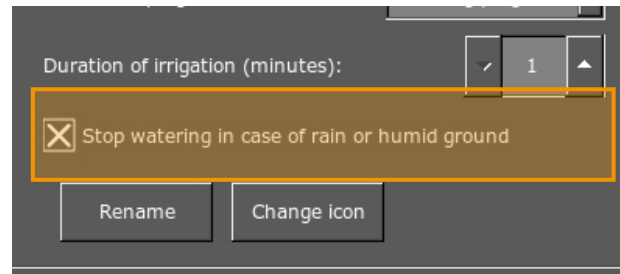 Duration of irrigation (minutes):
1
Stop watering in case of rain or humid ground
Rename
Change icon